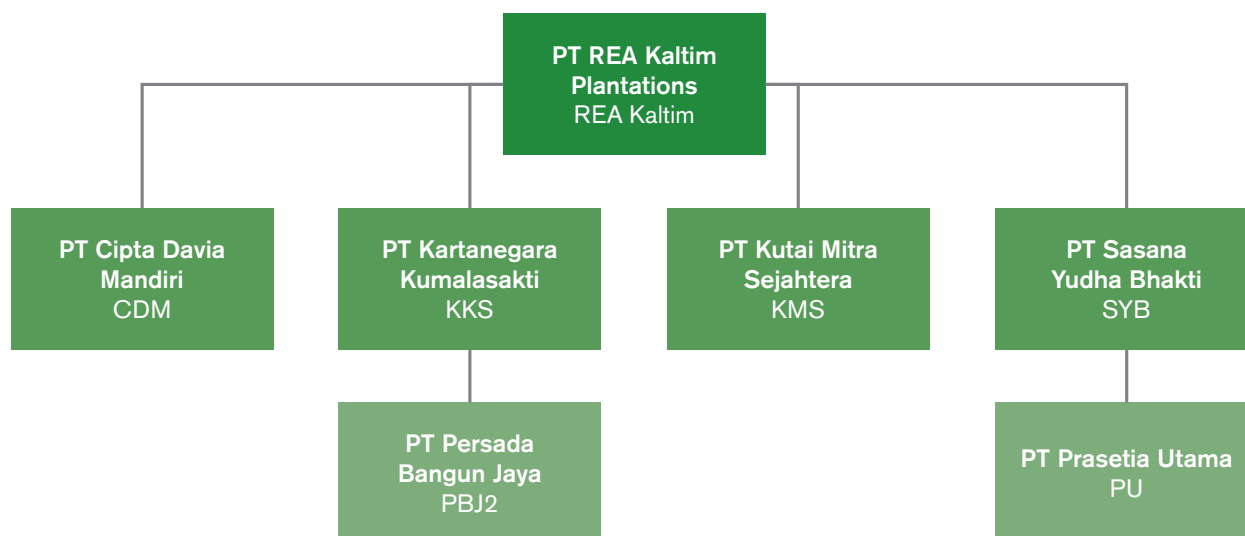 PT REA Kaltim
Plantations
REA Kaltim
PT Cipta Davia
Mandiri
CDM
PT Kartanegara
Kumalasakti
KKS
PT Kutai Mitra
Sejahtera
KMS
PT Sasana
Yudha Bhakti
SYB
PT Persada
Bangun Jaya
PBJ2
PT Prasetia Utama
PU